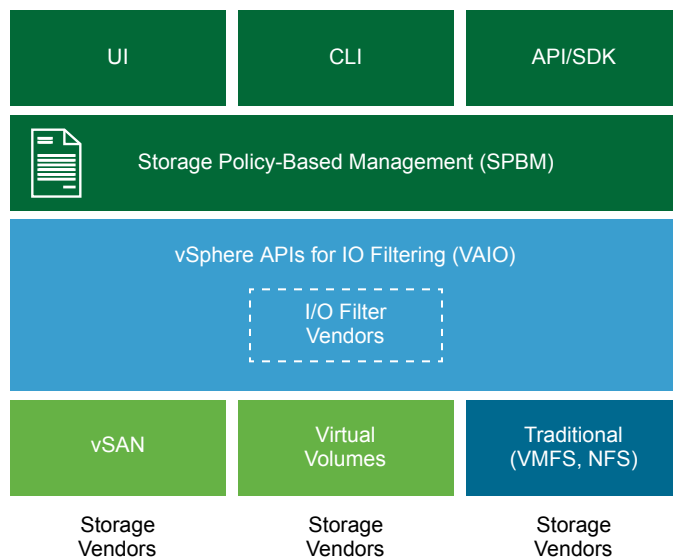 UI
CLI
API/SDK
Storage Policy-Based Management (SPBM)
vSphere APIs for IO Filtering (VAIO)
I/O Filter
Vendors
vSAN
Virtual
Volumes
Traditional
(VMFS, NFS)
Storage
Vendors
Storage
Vendors
Storage
Vendors